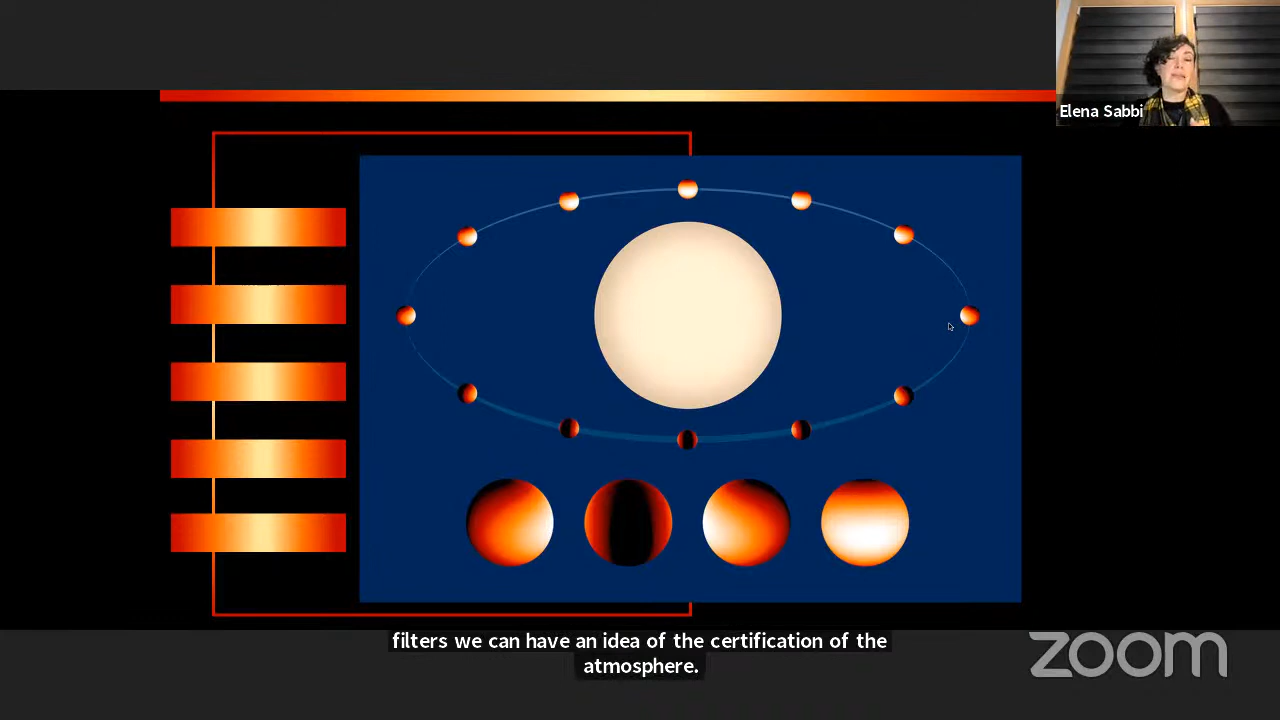 Elena Sabbi
filters we can have an idea of the certification of the
atmosphere.
zoom